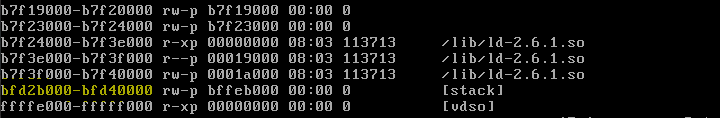 b7f19000-b7f20000 rw-p b7f19000 00:00 0
b7f23000-b7f24000 rw-p b7f23000 00:00 0
b7f24000-b7f3e000 r-xp 00000000 08:03 113713 /lib/ld-2.6.1.so
b7f3e000-b7f3f000 r--p 00019000 08:03 113713 /lib/ld-2.6.1.so
b7f3f000-b7f40000 rw-p 0001a000 08:03 113713 /lib/ld-2.6.1.so
bfd2b000-bfd40000 rw-p bffeb000 00:00 0 [stack]
ffffe000-fffff000 r-xp 00000000 00:00 0 [vdso]